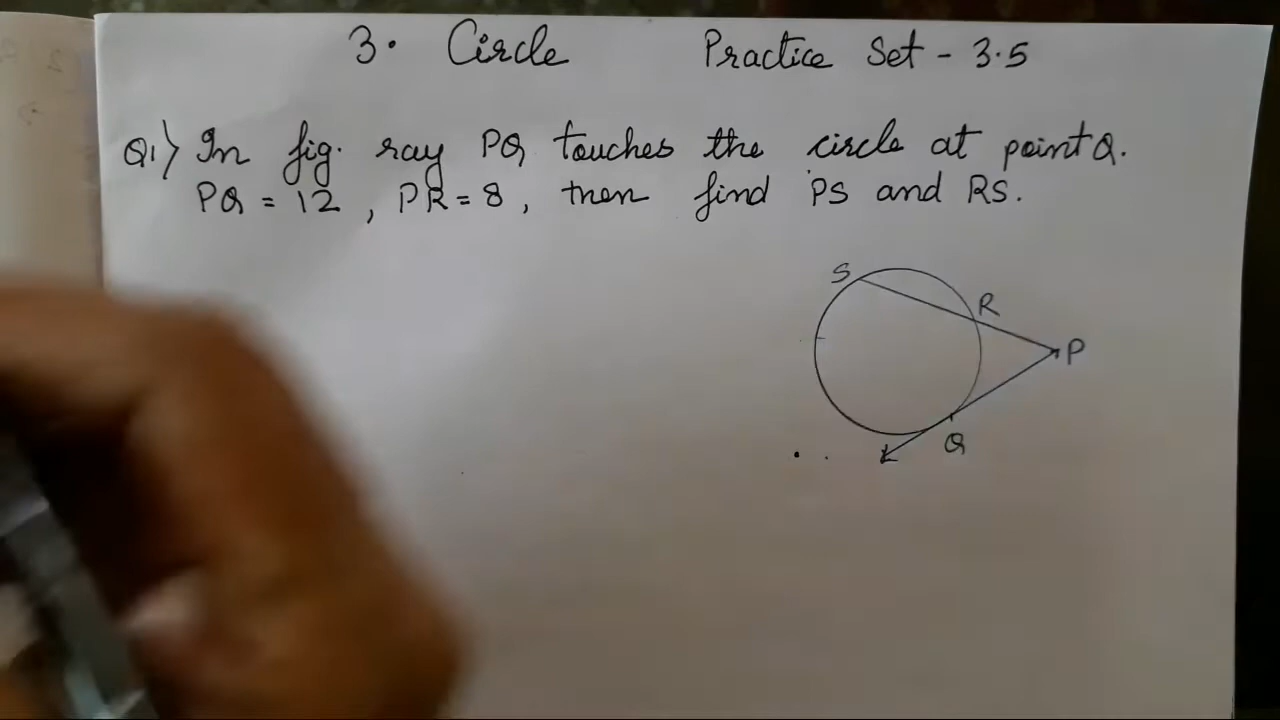 3. Circle Practice Set - 3.5
Q1) In fig. ray PQ touches the circle at point Q.
PQ = 12, PR = 8, then find PS and RS.
S
R
P
Q